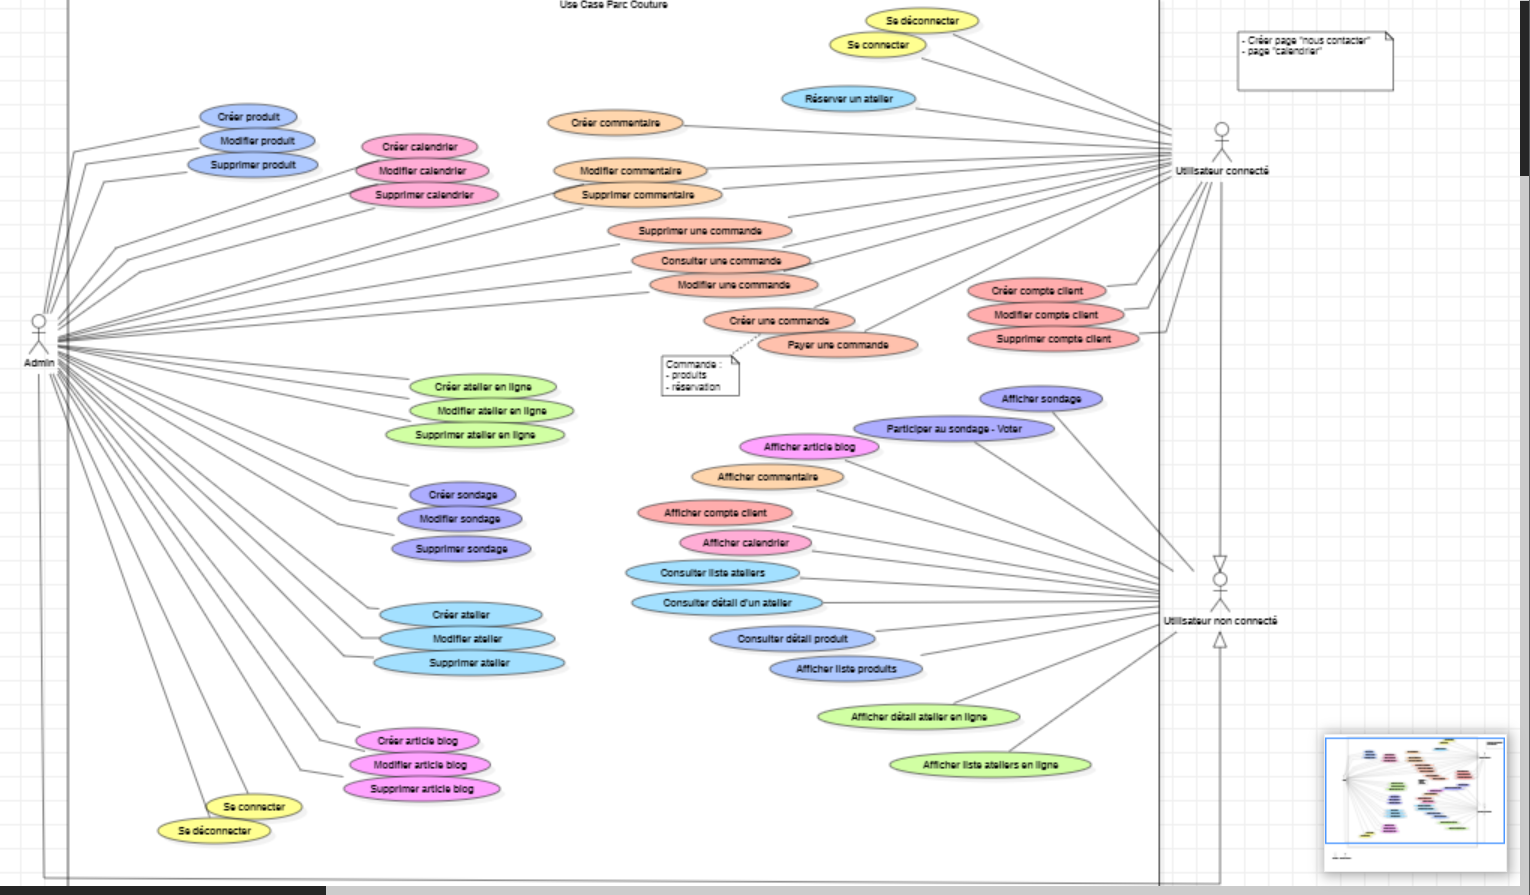 Use Case Parc Couture
Se déconnecter
Se connecter
- Créer page "nous contacter"
- page "calendrier"
Réserver un atelier
Créer produit
Modifier produit
Supprimer produit
Créer calendrier
Modifier calendrier
Supprimer calendrier
Créer commentaire
Modifier commentaire
Supprimer commentaire
Utilisateur connecté
Supprimer une commande
Consulter une commande
Modifier une commande
Créer une commande
Payer une commande
Créer compte client
Modifier compte client
Supprimer compte client
Admin
Commande :
- produits
- réservation
Créer atelier en ligne
Modifier atelier en ligne
Supprimer atelier en ligne
Afficher sondage
Participer au sondage - Voter
Afficher article blog
Afficher commentaire
Afficher compte client
Afficher calendrier
Consulter liste ateliers
Consulter détail d'un atelier
Consulter détail produit
Afficher liste produits
Afficher détail atelier en ligne
Afficher liste ateliers en ligne
Utilisateur non connecté
Créer sondage
Modifier sondage
Supprimer sondage
Créer atelier
Modifier atelier
Supprimer atelier
Créer article blog
Modifier article blog
Supprimer article blog
Se connecter
Se déconnecter